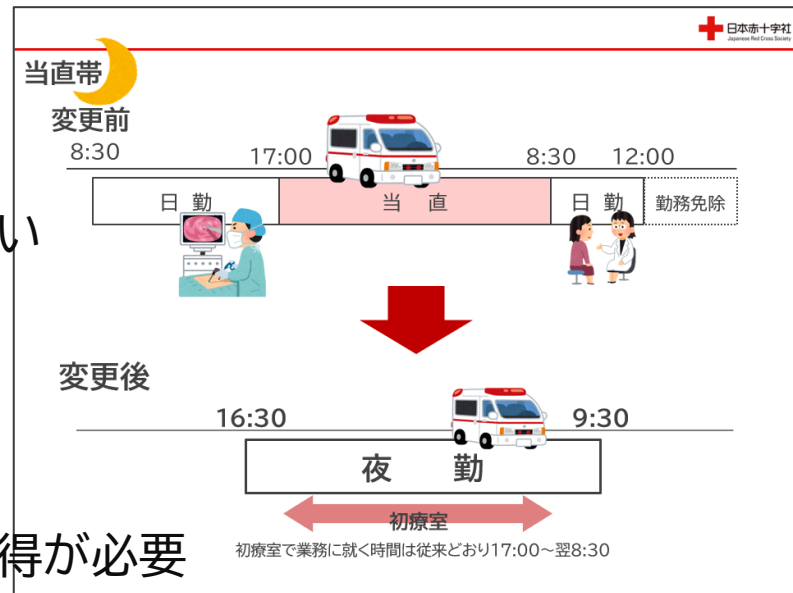 日本赤十字社
Japanese Red Cross Society
当直帯
変更前
8:30 17:00 8:30 12:00
日 勤 当 直 日 勤 勤務免除
い
変更後
16:30 9:30
夜 勤
初療室
初療室で業務に就く時間は従来どおり17:00～翌8:30
得が必要